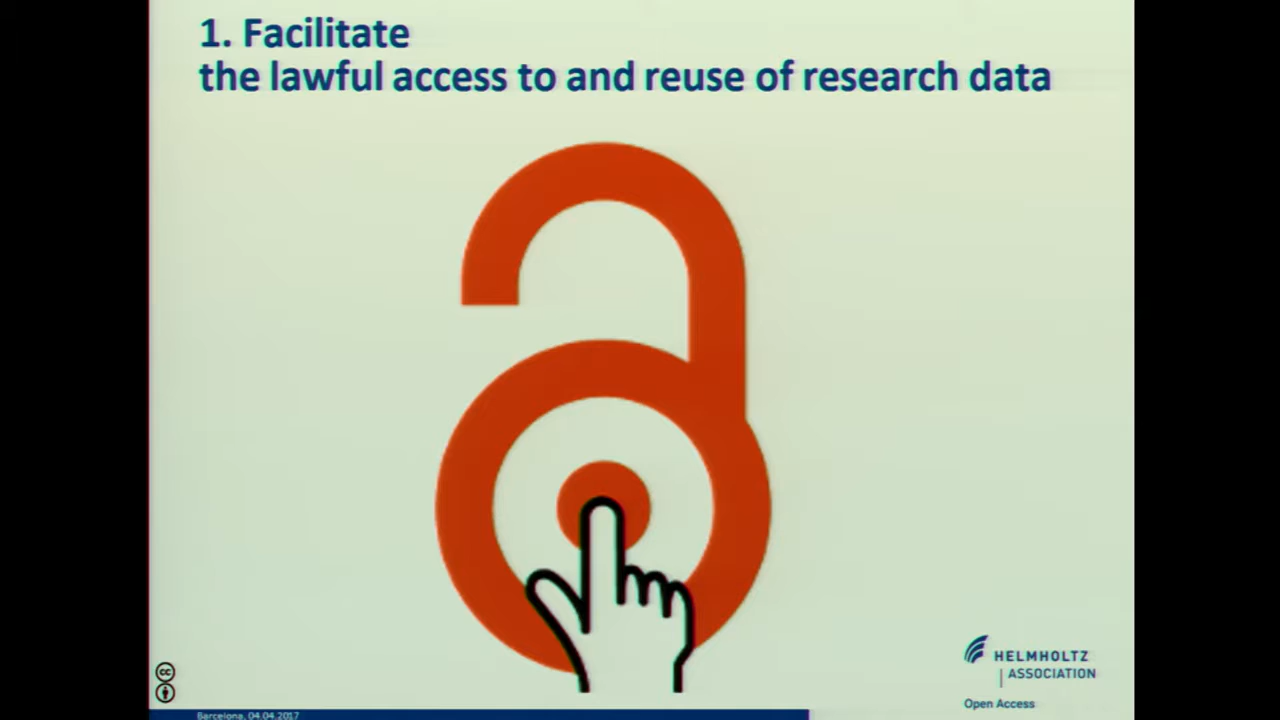 1. Facilitate
the lawful access to and reuse of research data
cc
HELMHOLTZ
ASSOCIATION
Open Access
Barcelona, 04.04.2017